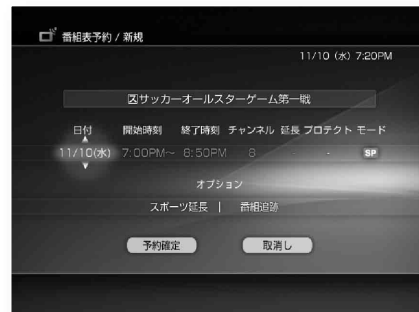 番組表予約 / 新規
11/10 (水) 7:20PM
図サッカーオールスターゲーム第一戦
日付 開始時刻 終了時刻 チャンネル 延長 プロテクト モード
11/10(水) 7:00PM～ 8:50PM 8 - SP
オプション
スポーツ延長 | 番組追跡
予約確定 取消し